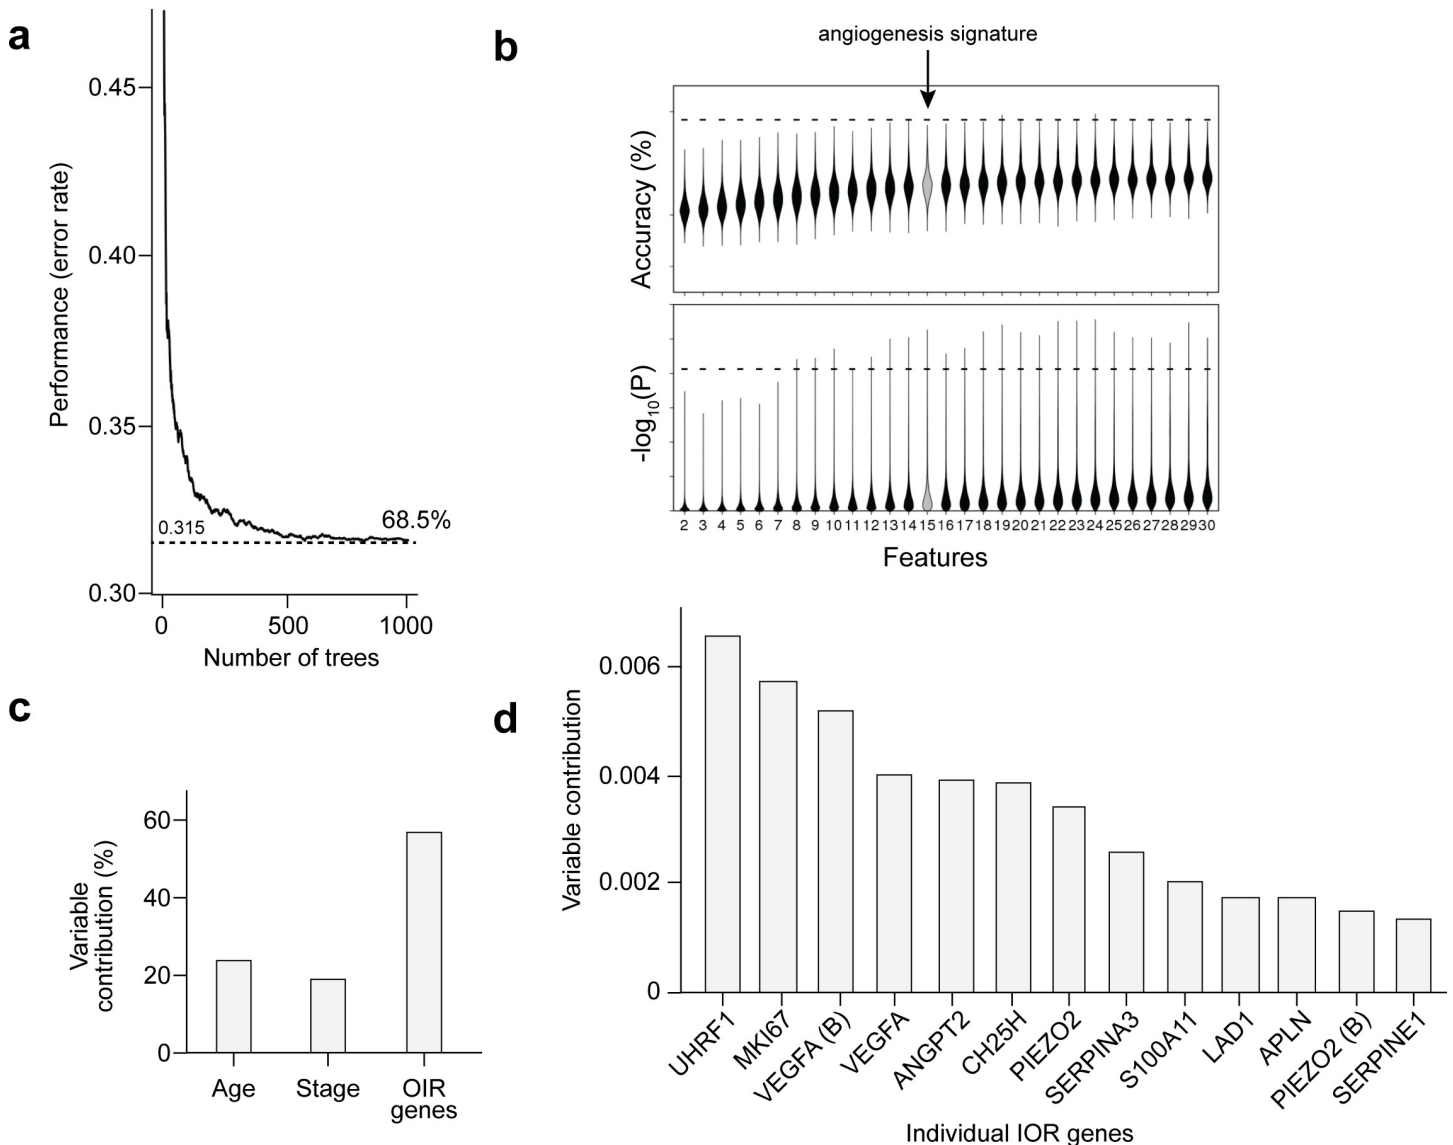 a
0.45
0.40
0.35
0.30
Performance (error rate)
0.315
68.5%
0
500
1000
Number of trees
b
angiogenesis signature
Accuracy (%)
-log10(P)
2 3 4 5 6 7 8 9 10 11 12 13 14 15 16 17 18 19 20 21 22 23 24 25 26 27 28 29 30
Features
c
60
40
20
0
Variable
contribution (%)
Age
Stage
OIR
genes
d
0.006
0.004
0.002
0
Variable contribution
UHRF1
MKI67
VEGFA (B)
VEGFA
ANGPT2
CH25H
PIEZO2
SERPINA3
S100A11
LAD1
APLN
PIEZO2 (B)
SERPINE1
Individual IOR genes